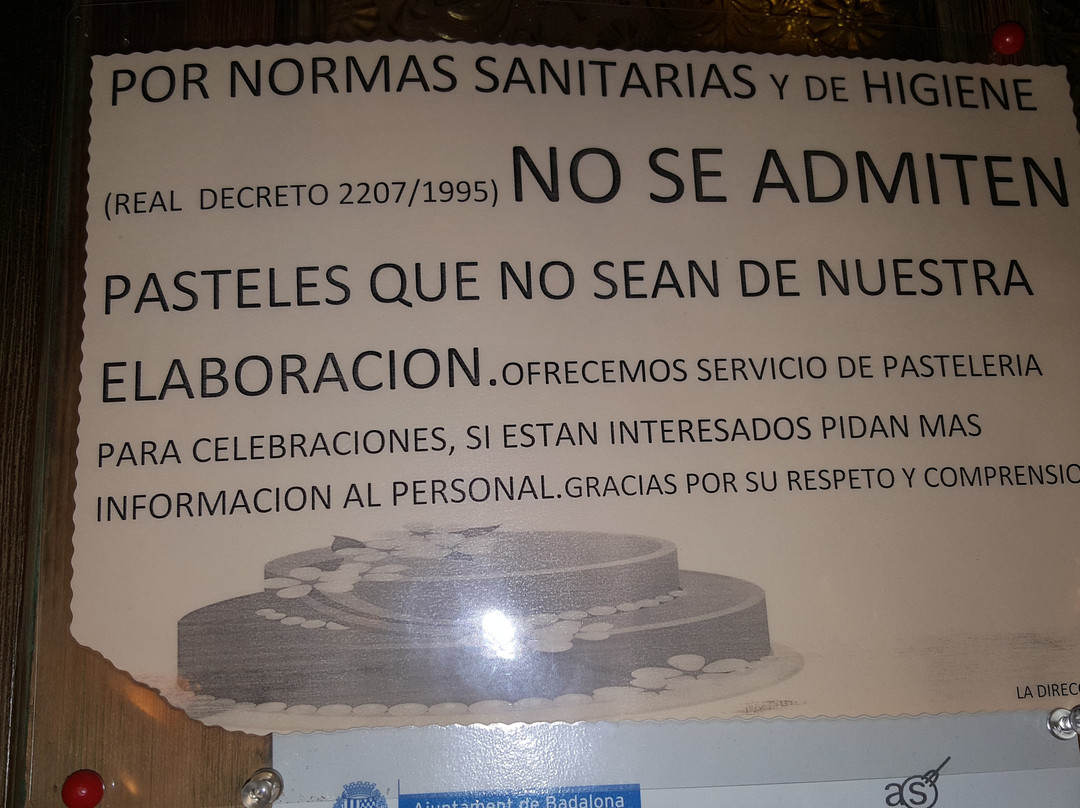 POR NORMAS SANITARIAS Y DE HIGIENE
(REAL DECRETO 2207/1995) NO SE ADMITEN
PASTELES QUE NO SEAN DE NUESTRA
ELABORACION.OFRECEMOS SERVICIO DE PASTELERIA
PARA CELEBRACIONES, SI ESTAN INTERESADOS PIDAN MAS
INFORMACION AL PERSONAL.GRACIAS POR SU RESPETO Y COMPRENSIO
LA DIREC
Ajuntament de Badalona
as